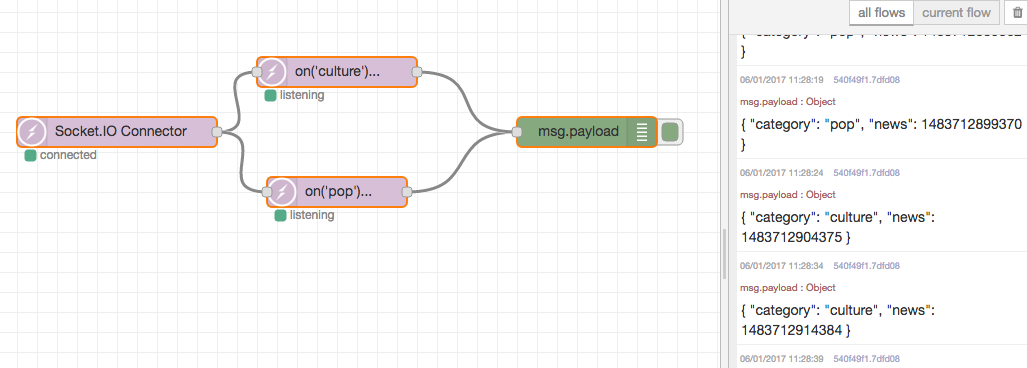 all flows
current flow
on('culture')...
listening
Socket.IO Connector
connected
msg.payload
on('pop')...
listening
}
06/01/2017 11:28:19 540f49f1.7dfd08
msg.payload : Object
{ "category": "pop", "news": 1483712899370
}
06/01/2017 11:28:24 540f49f1.7dfd08
msg.payload : Object
{ "category": "culture", "news":
1483712904375 }
06/01/2017 11:28:34 540f49f1.7dfd08
msg.payload : Object
{ "category": "culture", "news":
1483712914384 }
06/01/2017 11:28:39 540f49f1.7dfd08